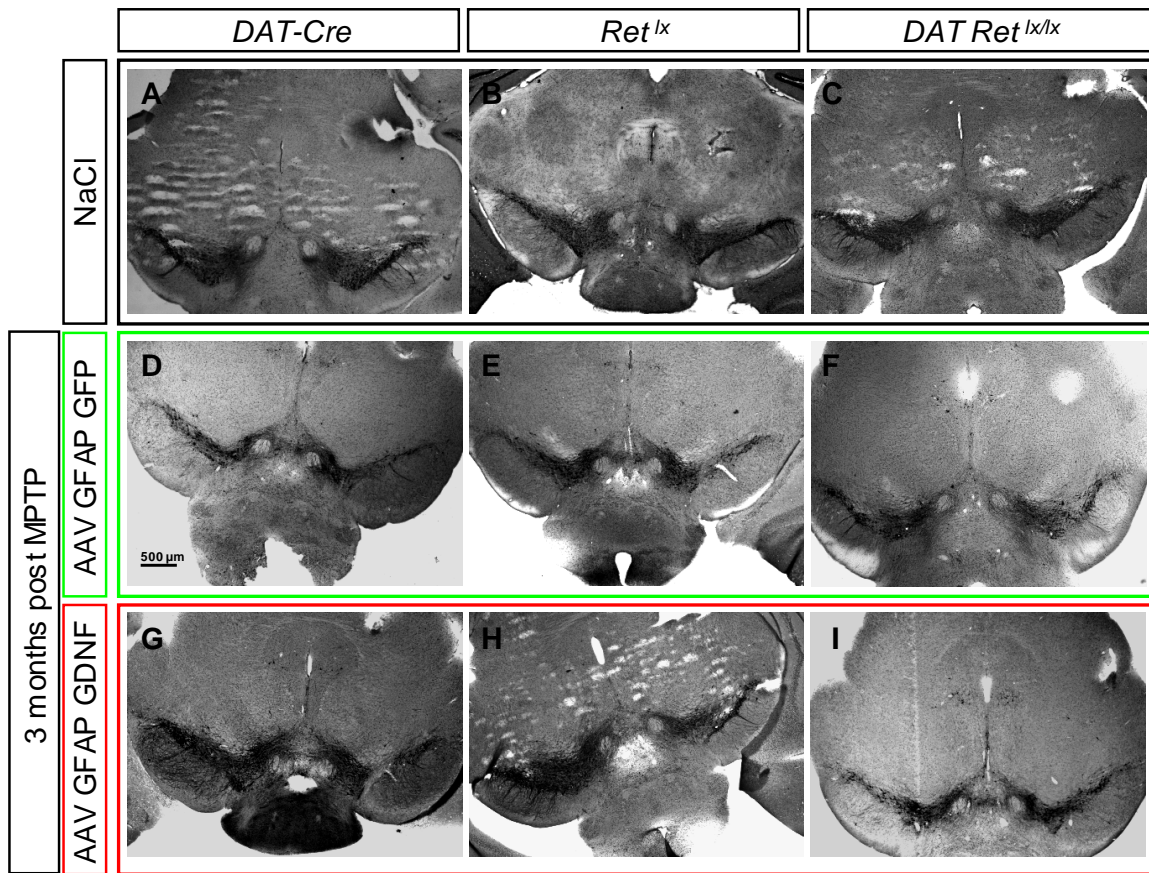 DAT-Cre
Ret lx
DAT Ret lx/lx
NaCl
A
B
C
3 months post MPTP
AAV GFAP GFP
D
E
F
500 µm
AAV GFAP GDNF
G
H
I